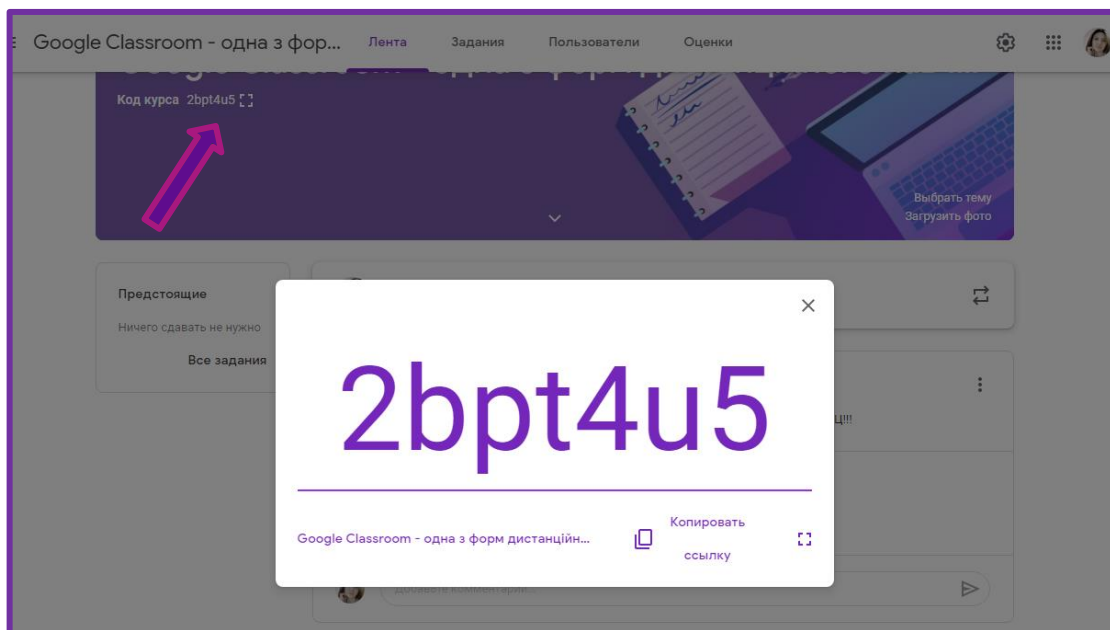 Google Classroom - одна з фор...
Лента
Задания
Пользователи
Оценки
Код курса 2bpt4u5
Выбрать тему
Загрузить фото
Предстоящие
Ничего сдавать не нужно
Все задания
2bpt4u5
Google Classroom - одна з форм дистанційн...
Копировать
ссылку